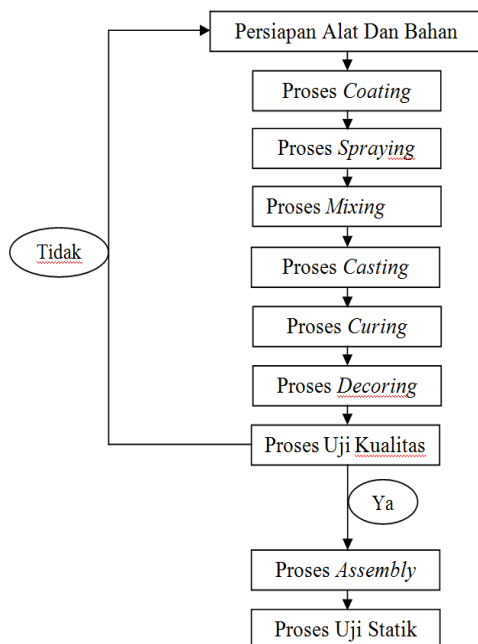 Persiapan Alat Dan Bahan
Proses Coating
Proses Spraying
Proses Mixing
Tidak
Proses Casting
Proses Curing
Proses Decoring
Proses Uji Kualitas
Ya
Proses Assembly
Proses Uji Statik